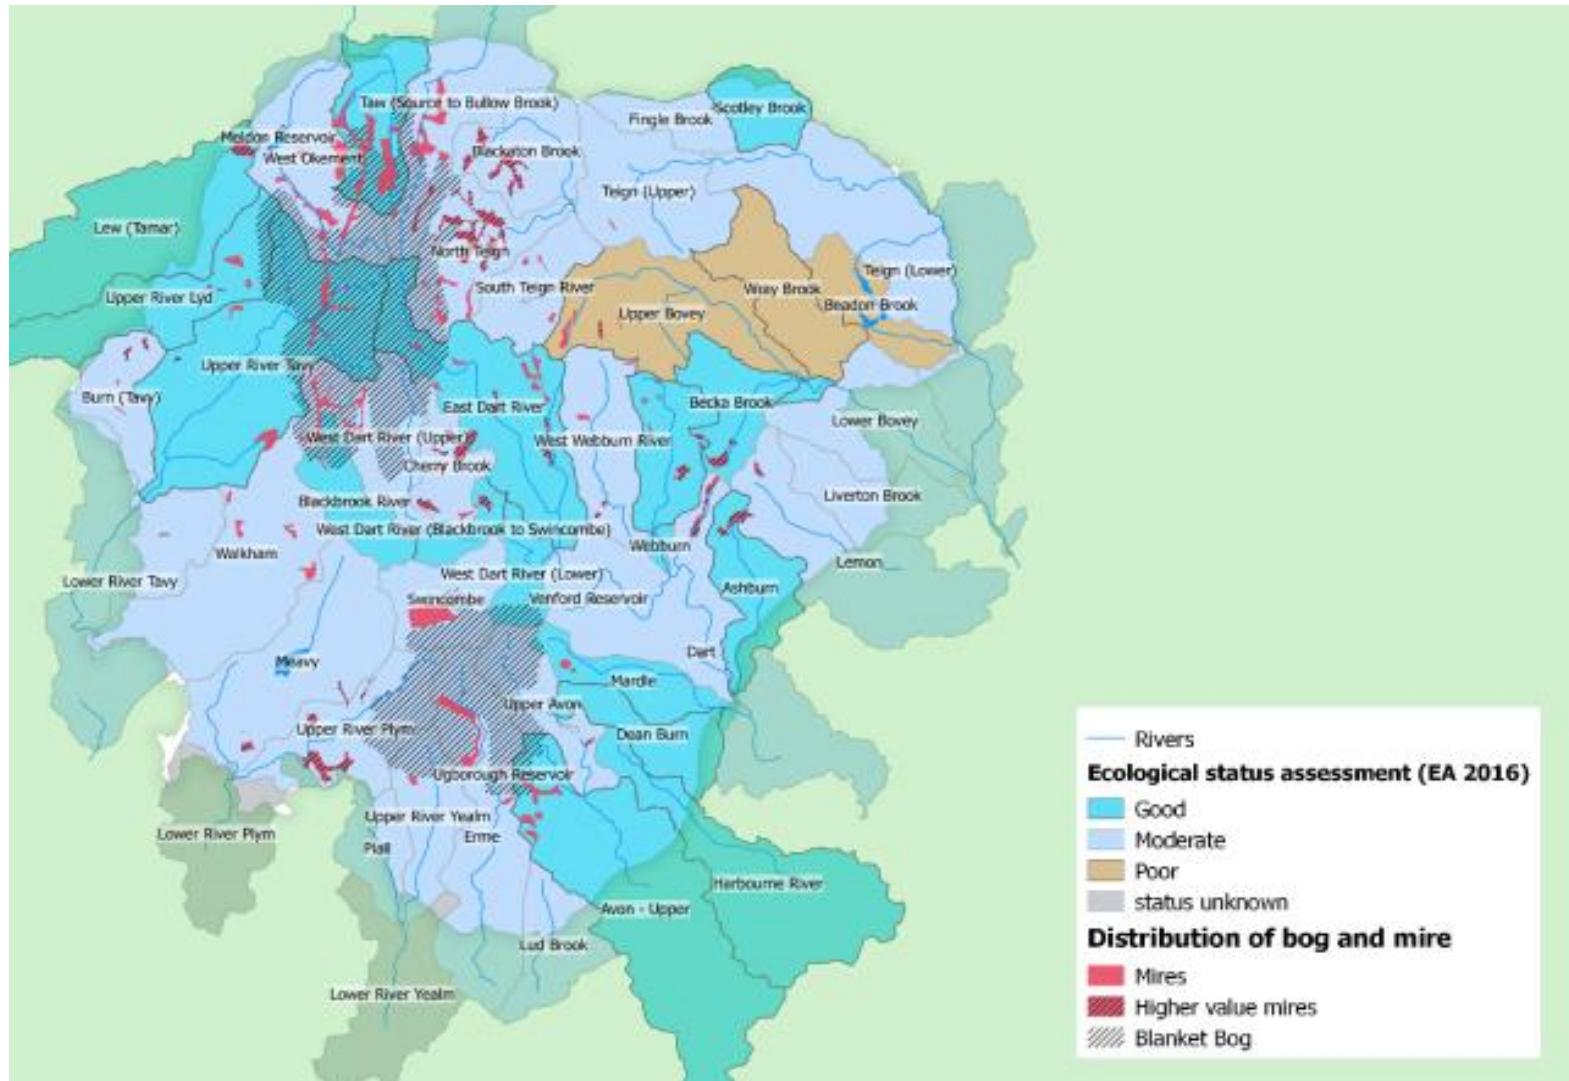 Taw (Source to Bullow Brook)
Scotley Brook
Fingle Brook
Meldon Reservoir
West Okement
Blackaton Brook
Teign (Upper)
Lew (Tamar)
North Teign
Teign (Lower)
South Teign River
Wray Brook
Upper River Lyd
Beadon Brook
Upper Bovey
Upper River Tavy
Burn (Tavy)
East Dart River
Becka Brook
Lower Bovey
West Dart River (Upper)
West Webburn River
Cherry Brook
Liverton Brook
Blackbrook River
West Dart River (Blackbrook to Swincombe)
Webburn
Walkham
Lemon
Lower River Tavy
West Dart River (Lower)
Ashburn
Swincombe
Venford Reservoir
Dart
Meavy
Mardle
Upper Avon
Upper River Plym
Dean Burn
Ugborough Reservoir
Upper River Yealm
Lower River Plym
Erme
Piall
Harbourne River
Avon - Upper
Lud Brook
Lower River Yealm
Rivers
Ecological status assessment (EA 2016)
Good
Moderate
Poor
status unknown
Distribution of bog and mire
Mires
Higher value mires
Blanket Bog